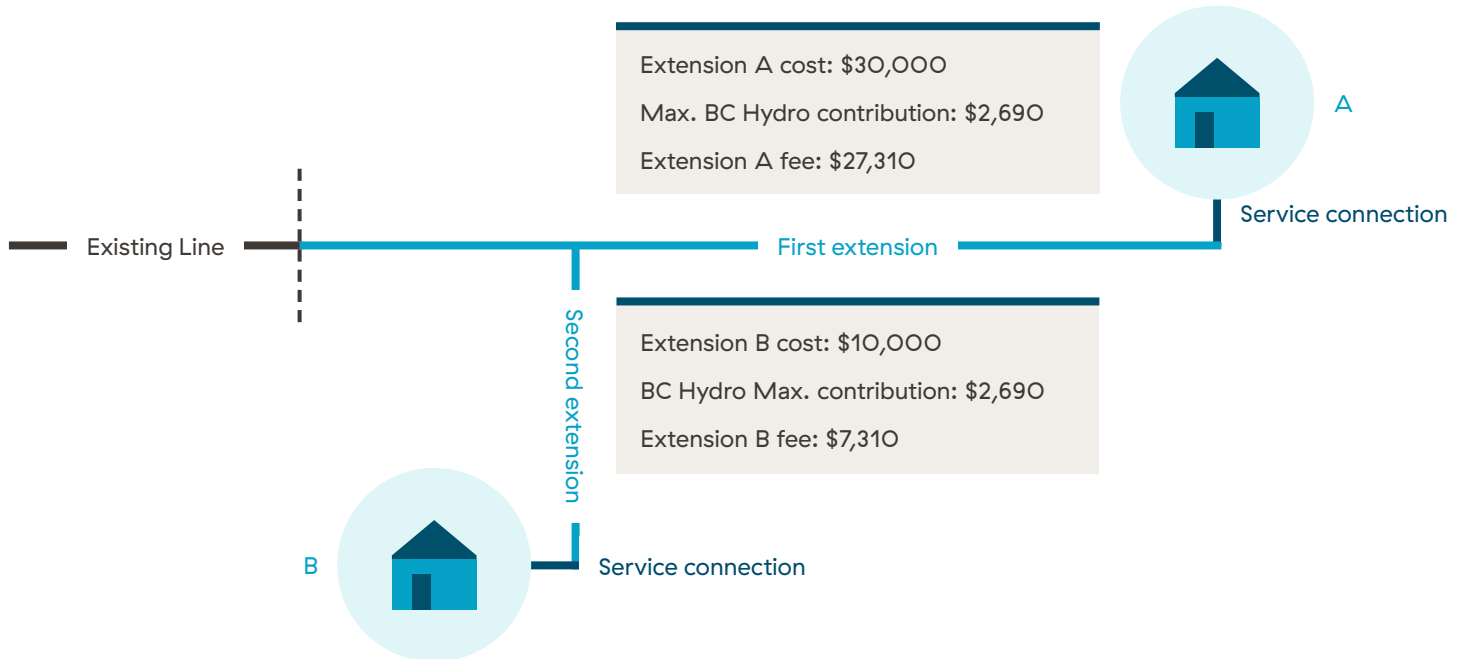 Extension A cost: $30,000
Max. BC Hydro contribution: $2,690
Extension A fee: $27,310
A
Service connection
Existing Line
First extension
Second extension
Extension B cost: $10,000
BC Hydro Max. contribution: $2,690
Extension B fee: $7,310
B
Service connection